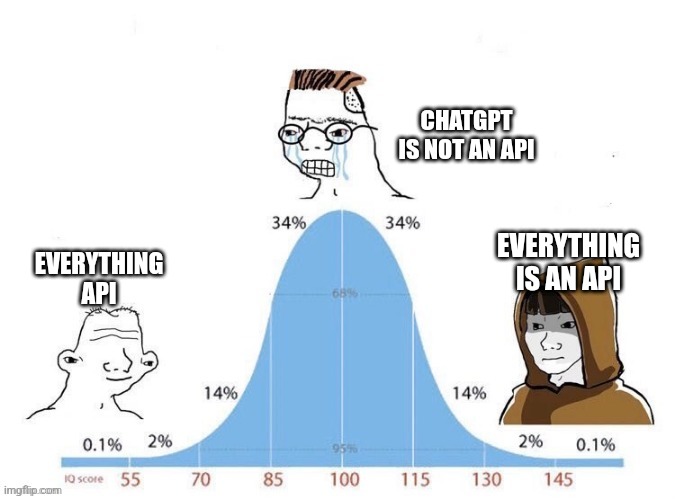 CHATGPT
IS NOT AN API
34% 34%
EVERYTHING
IS AN API
EVERYTHING
API
68%
14% 14%
0.1% 2% 95% 2% 0.1%
IQ score 55 70 85 100 115 130 145
imgflip.com